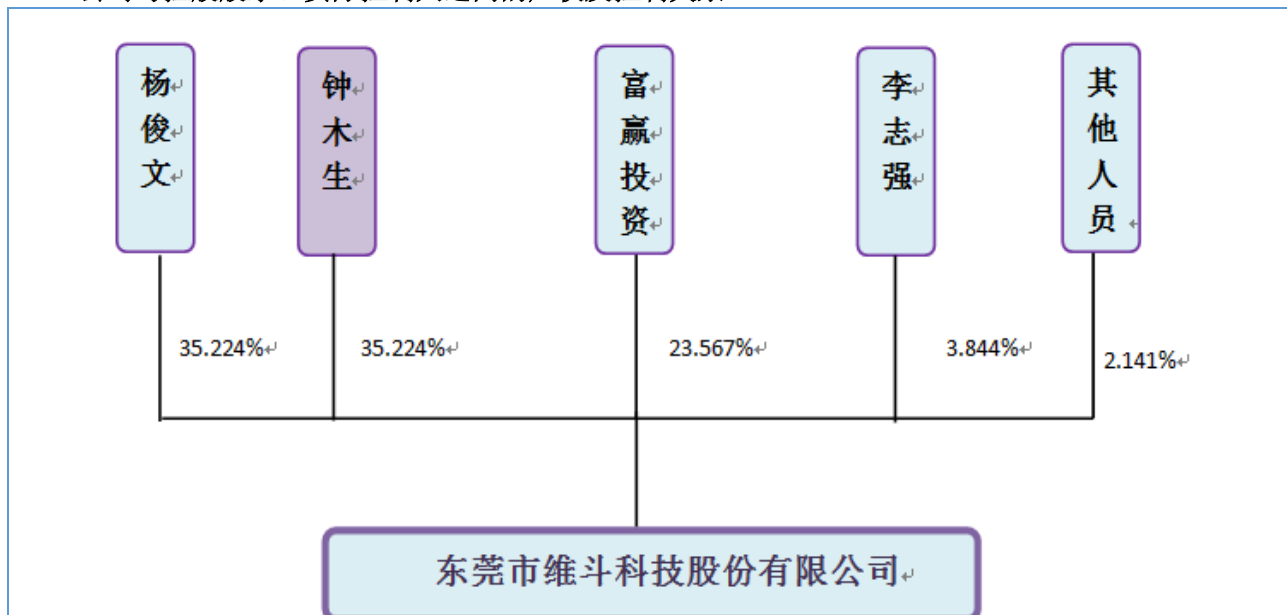 杨俊文
钟木生
富赢投资
李志强
其他人员
35.224%
35.224%
23.567%
3.844%
2.141%
东莞市维斗科技股份有限公司